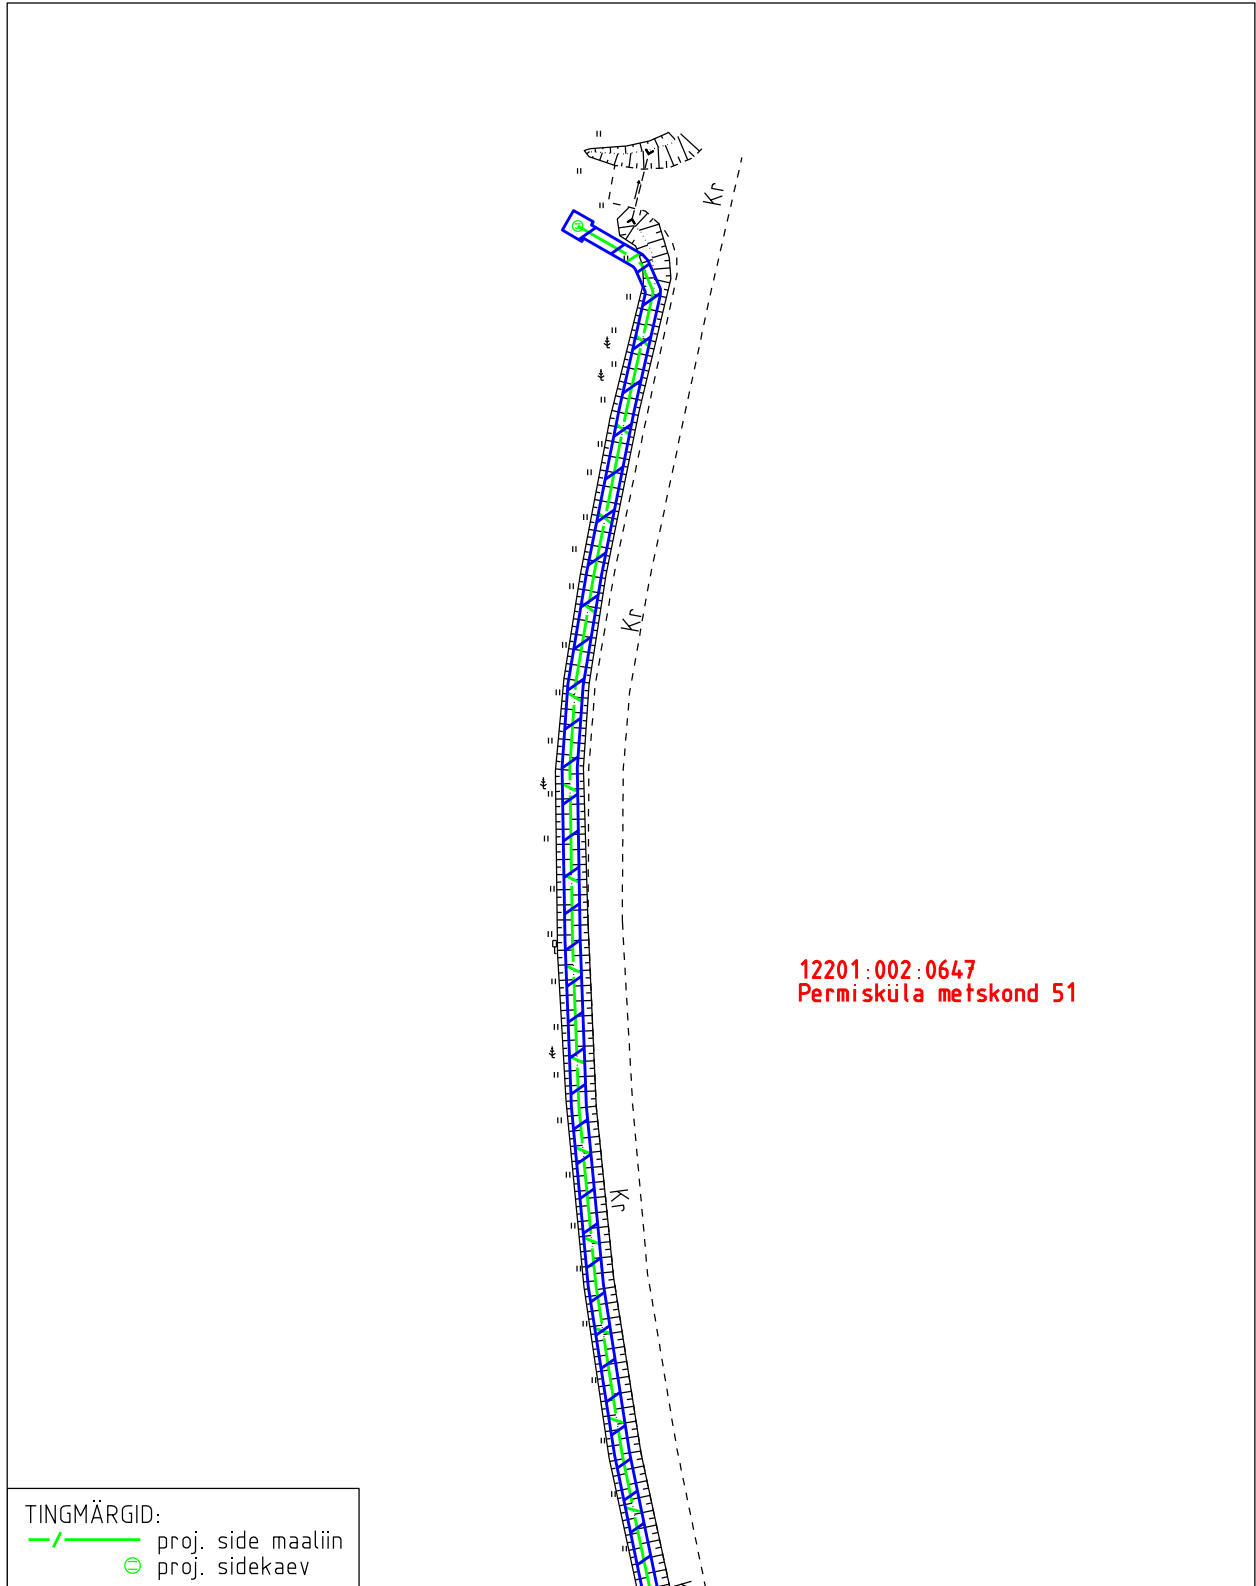 Kr
Kr
12201:002:0647
Permisküla metskond 51
Kr
TINGMÄRGID:
proj. side maaliin
proj. sidekaev